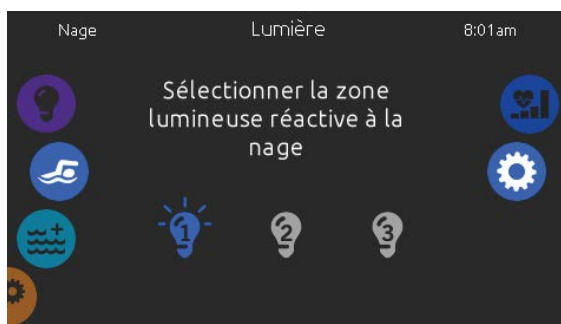 Nage Lumière 8:01am
Sélectionner la zone
lumineuse réactive à la
nage
1 2 3